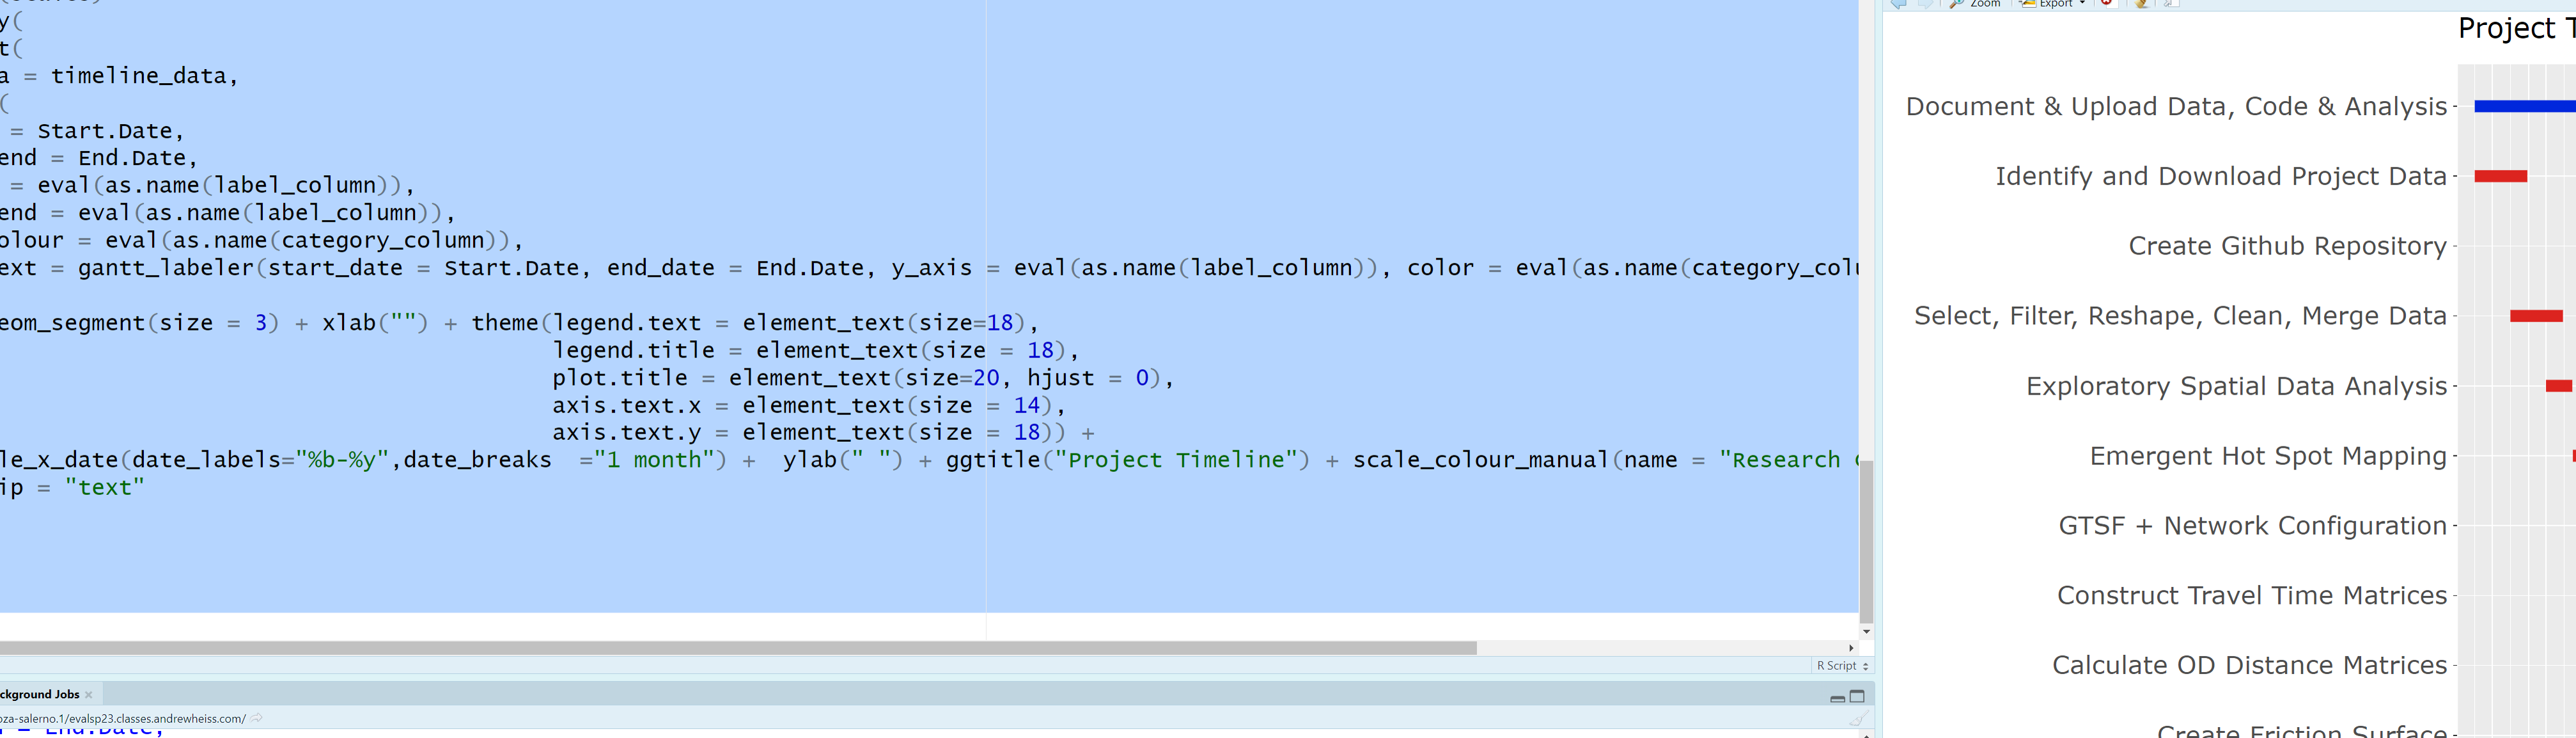 y(
t(
a = timeline_data,
(
= Start.Date,
end = End.Date,
= eval(as.name(label_column)),
end = eval(as.name(label_column)),
olour = eval(as.name(category_column)),
ext = gantt_labeler(start_date = Start.Date, end_date = End.Date, y_axis = eval(as.name(label_column)), color = eval(as.name(category_colu
eom_segment(size = 3) + xlab("") + theme(legend.text = element_text(size=18),
legend.title = element_text(size = 18),
plot.title = element_text(size=20, hjust = 0),
axis.text.x = element_text(size = 14),
axis.text.y = element_text(size = 18)) +
le_x_date(date_labels="%b-%y",date_breaks  ="1 month") +  ylab(" ") + ggtitle("Project Timeline") + scale_colour_manual(name = "Research
ip = "text"
R Script
ckground Jobs
oza-salerno.1/evalsp23.classes.andrewheiss.com/
= End.Date,
Zoom Export
Project T
Document & Upload Data, Code & Analysis
Identify and Download Project Data
Create Github Repository
Select, Filter, Reshape, Clean, Merge Data
Exploratory Spatial Data Analysis
Emergent Hot Spot Mapping
GTSF + Network Configuration
Construct Travel Time Matrices
Calculate OD Distance Matrices
Create Friction Surface